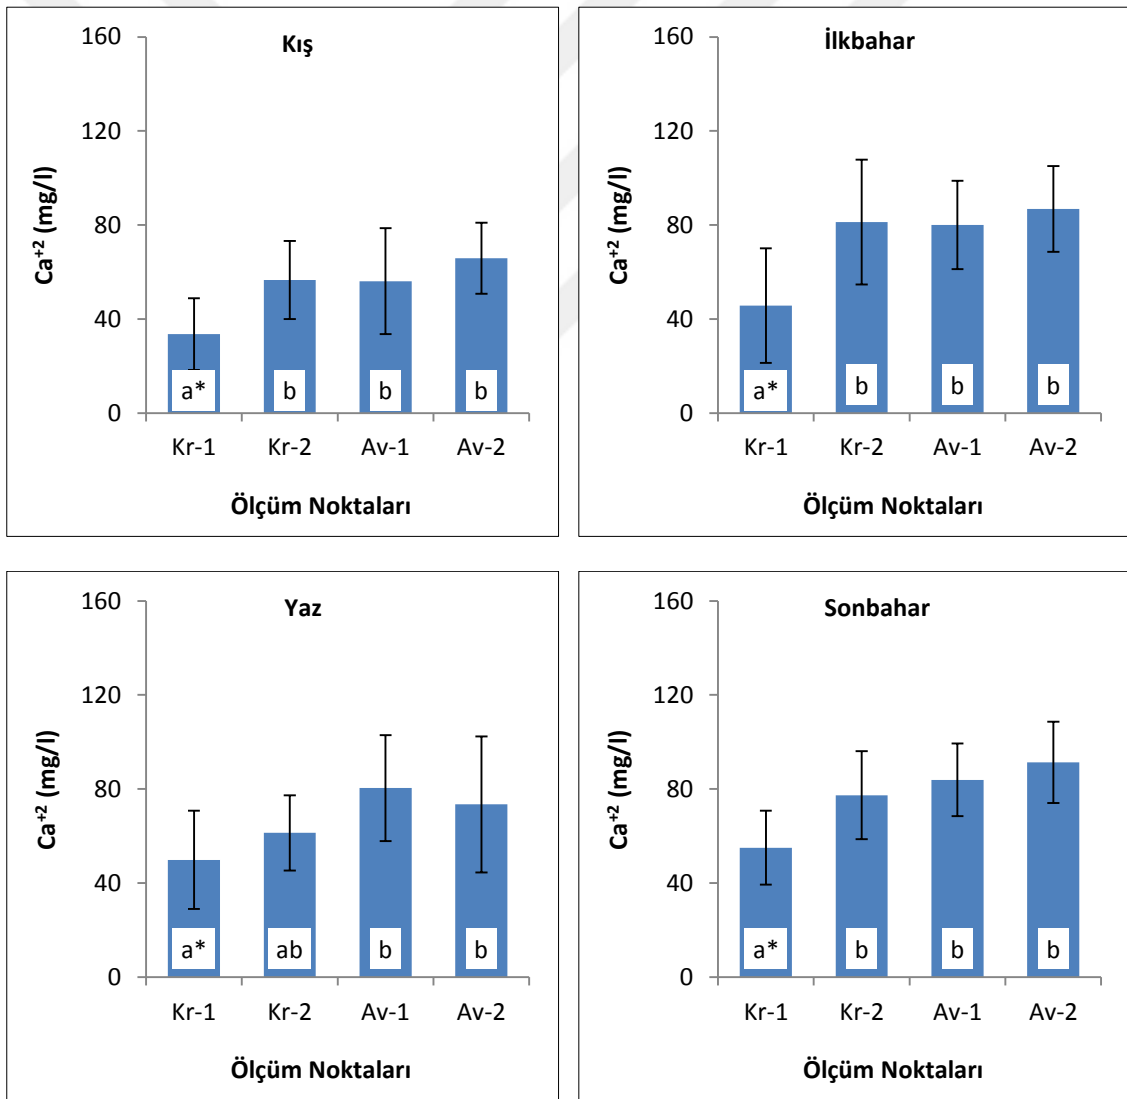 Kış
160
120
80
40
0
Ca⁺² (mg/l)
a* b b b
Kr-1 Kr-2 Av-1 Av-2
Ölçüm Noktaları
İlkbahar
160
120
80
40
0
Ca⁺² (mg/l)
a* b b b
Kr-1 Kr-2 Av-1 Av-2
Ölçüm Noktaları
Yaz
160
120
80
40
0
Ca⁺² (mg/l)
a* ab b b
Kr-1 Kr-2 Av-1 Av-2
Ölçüm Noktaları
Sonbahar
160
120
80
40
0
Ca⁺² (mg/l)
a* b b b
Kr-1 Kr-2 Av-1 Av-2
Ölçüm Noktaları